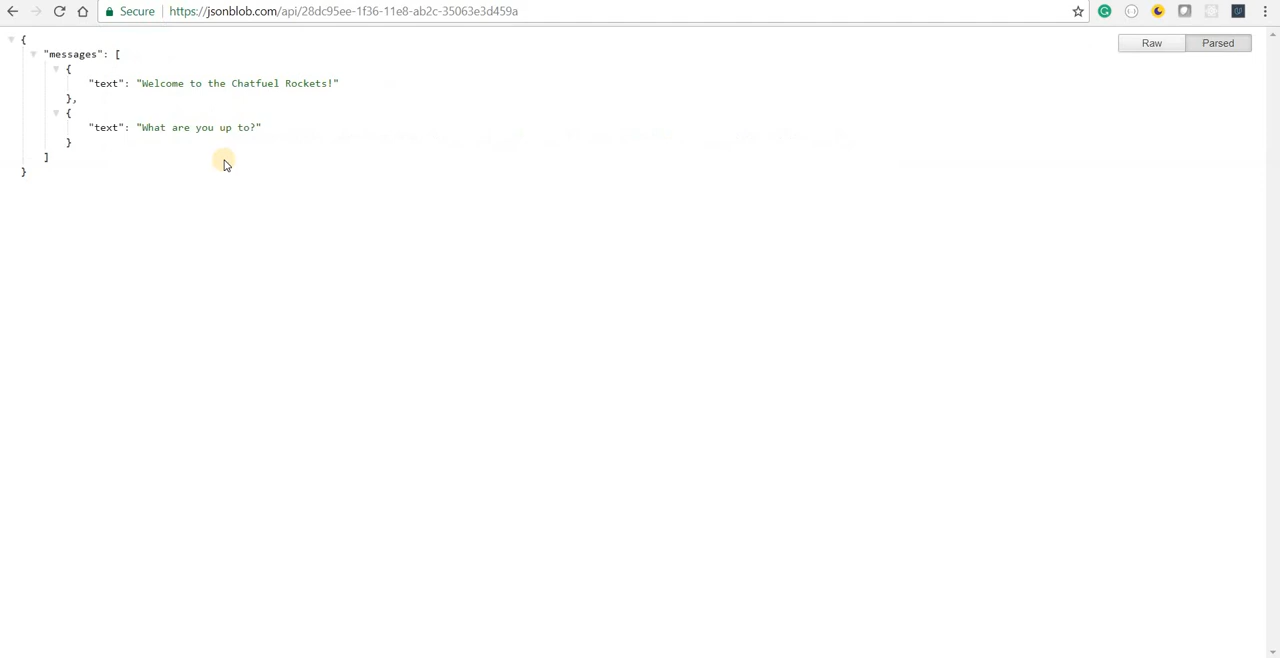 Secure https://jsonblob.com/api/28dc95ee-1f36-11e8-ab2c-35063e3d459a
Raw Parsed
{
"messages": [
{
"text": "Welcome to the Chatfuel Rockets!"
},
{
"text": "What are you up to?"
}
]
}